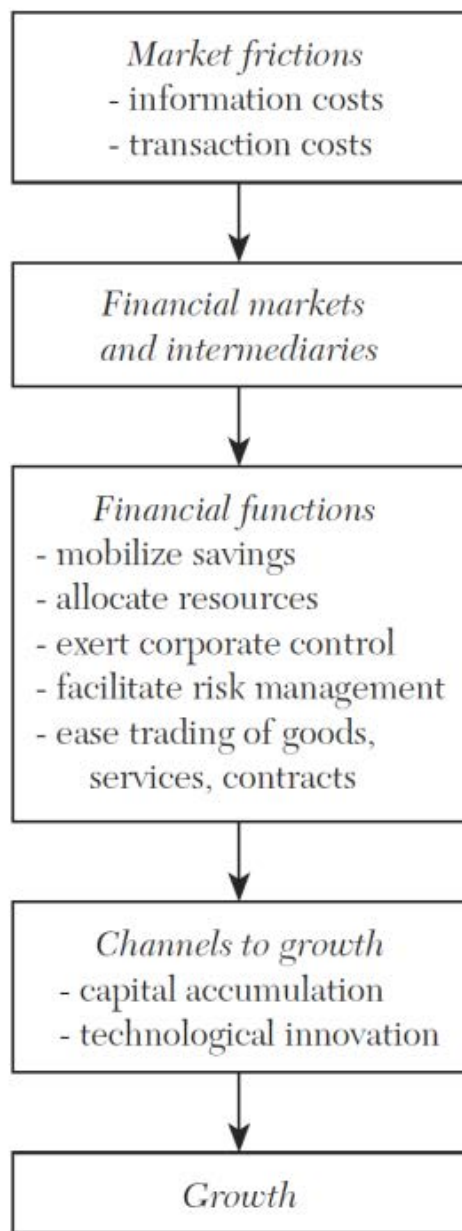 Market frictions
- information costs
- transaction costs
Financial markets
and intermediaries
Financial functions
- mobilize savings
- allocate resources
- exert corporate control
- facilitate risk management
- ease trading of goods,
services, contracts
Channels to growth
- capital accumulation
- technological innovation
Growth